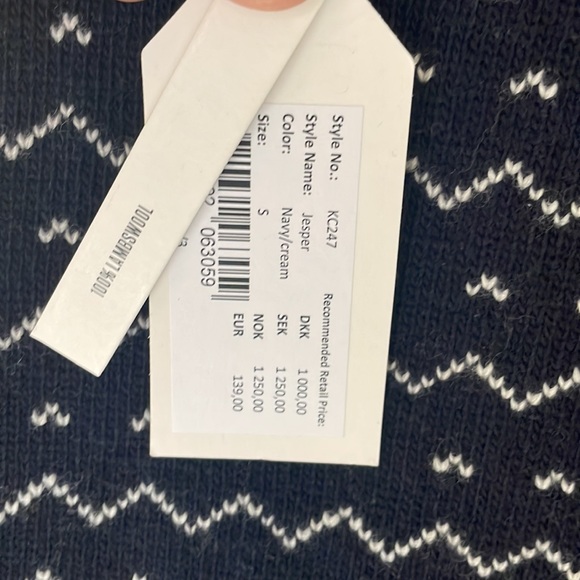 Style No.: KC247
Style Name: Jesper
Color: Navy/cream
Size: S
Recommended Retail Price:
DKK 1 000,00
SEK 1 250,00
NOK 1 250,00
EUR 139,00
063059
100% LAMBSWOOL